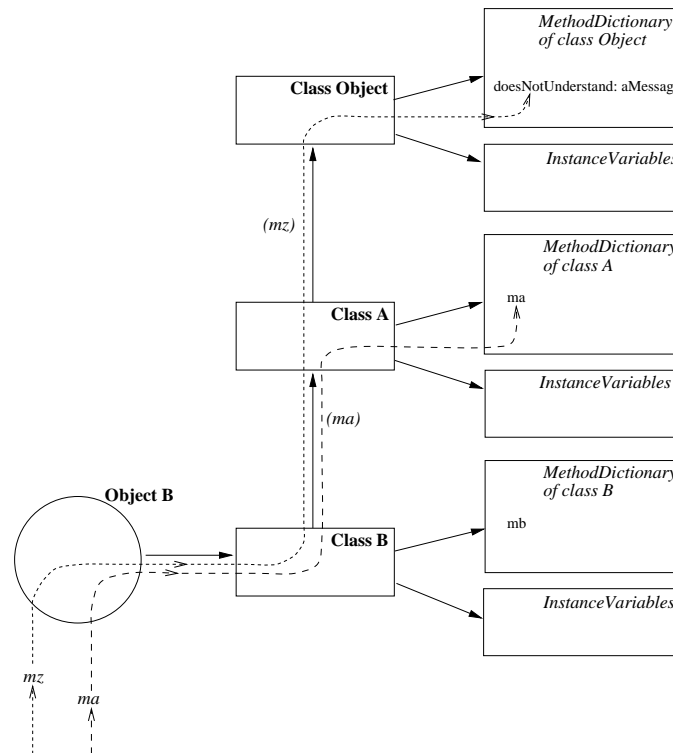 MethodDictionary
of class Object
Class Object
doesNotUnderstand: aMessag
InstanceVariables
(mz)
MethodDictionary
of class A
Class A
ma
InstanceVariables
(ma)
MethodDictionary
of class B
Object B
Class B
mb
InstanceVariables
mz
ma